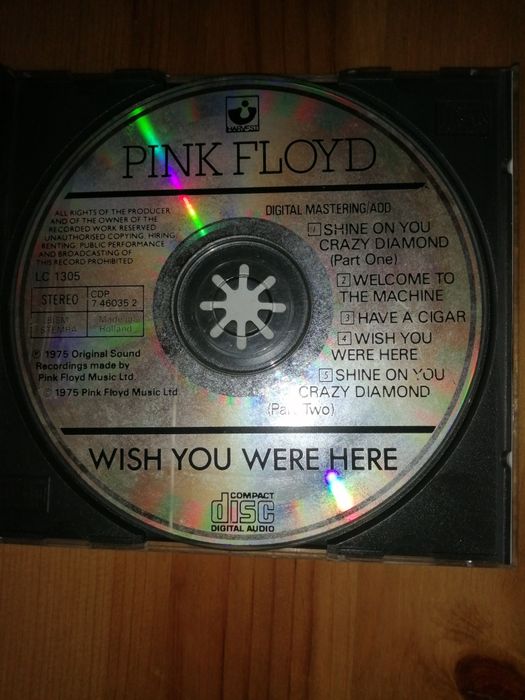 HARVEST
PINK FLOYD
ALL RIGHTS OF THE PRODUCER
AND OF THE OWNER OF THE
RECORDED WORK RESERVED
UNAUTHORISED COPYING, HIRING,
RENTING, PUBLIC PERFORMANCE
AND BROADCASTING OF
THIS RECORD PROHIBITED
LC 1305
STEREO
CDP
7 46035 2
BIEM
STEMRA
Made in
Holland
℗ 1975 Original Sound
Recordings made by
Pink Floyd Music Ltd.
© 1975 Pink Floyd Music Ltd.
DIGITAL MASTERING/ADD
1 SHINE ON YOU
CRAZY DIAMOND
(Part One)
2 WELCOME TO
THE MACHINE
3 HAVE A CIGAR
4 WISH YOU
WERE HERE
5 SHINE ON YOU
CRAZY DIAMOND
(Part Two)
WISH YOU WERE HERE
COMPACT
disc
DIGITAL AUDIO